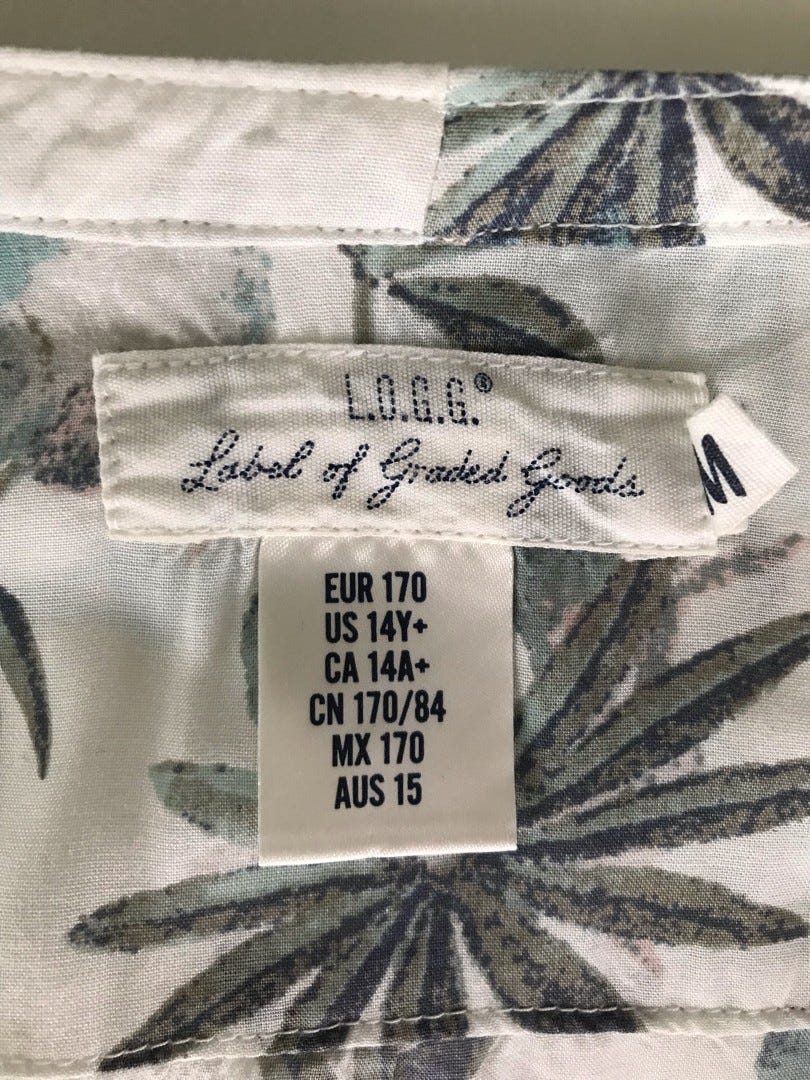 L.O.G.G.®
Label of Graded Goods
M
EUR 170
US 14Y+
CA 14A+
CN 170/84
MX 170
AUS 15